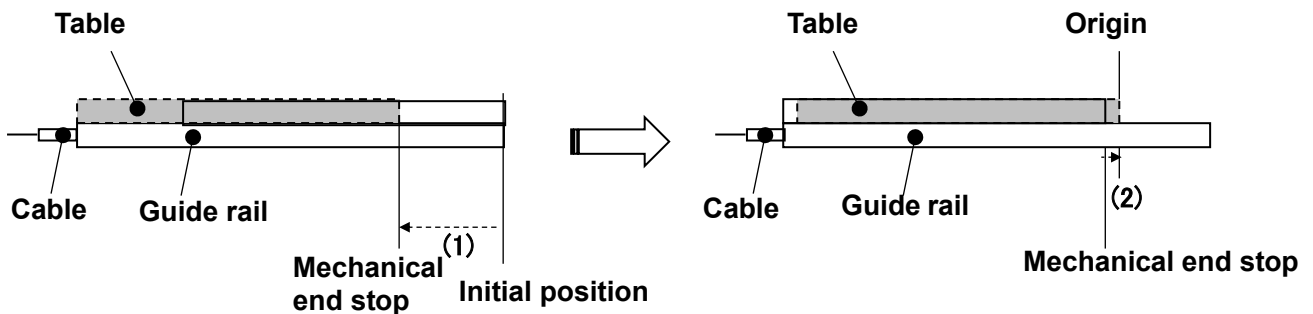 Table
Cable
Guide rail
(1)
Mechanical
end stop
Initial position
Table
Origin
Cable
Guide rail
(2)
Mechanical end stop